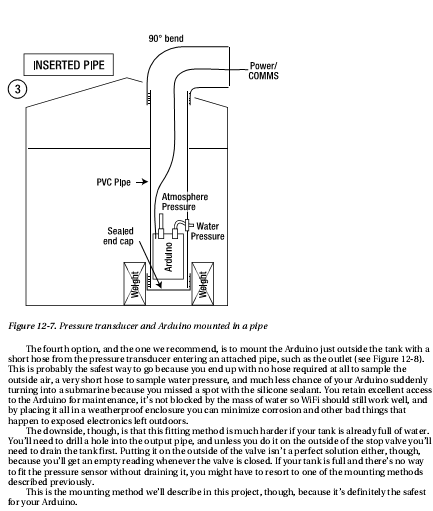 90° bend
INSERTED PIPE
Power/
COMMS
3
PVC Pipe
Atmosphere
Pressure
Sealed
end cap
Water
Pressure
Arduino
Weight
Weight
Figure 12-7. Pressure transducer and Arduino mounted in a pipe
The fourth option, and the one we recommend, is to mount the Arduino just outside the tank with a
short hose from the pressure transducer entering an attached pipe, such as the outlet (see Figure 12-8).
This is probably the safest way to go because you end up with no hose required at all to sample the
outside air, a very short hose to sample water pressure, and much less chance of your Arduino suddenly
turning into a submarine because you missed a spot with the silicone sealant. You retain excellent access
to the Arduino for maintenance, it's not blocked by the mass of water so WiFi should still work well, and
by placing it all in a weatherproof enclosure you can minimize corrosion and other bad things that
happen to exposed electronics left outdoors.
The downside, though, is that this fitting method is much harder if your tank is already full of water.
You'll need to drill a hole into the output pipe, and unless you do it on the outside of the stop valve you'll
need to drain the tank first. Putting it on the outside of the valve isn't a perfect solution either, though,
because you'll get an empty reading whenever the valve is closed. If your tank is full and there's no way
to fit the pressure sensor without draining it, you might have to resort to one of the mounting methods
described previously.
This is the mounting method we'll describe in this project, though, because it's definitely the safest
for your Arduino.